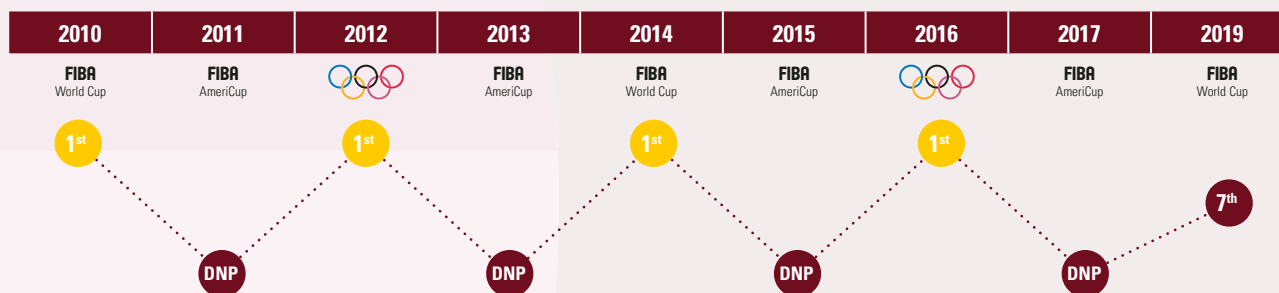 2010 2011 2012 2013 2014 2015 2016 2017 2019
FIBA FIBA FIBA FIBA FIBA FIBA FIBA
World Cup AmeriCup AmeriCup World Cup AmeriCup AmeriCup World Cup
1st 1st 1st 1st
7th
DNP DNP DNP DNP